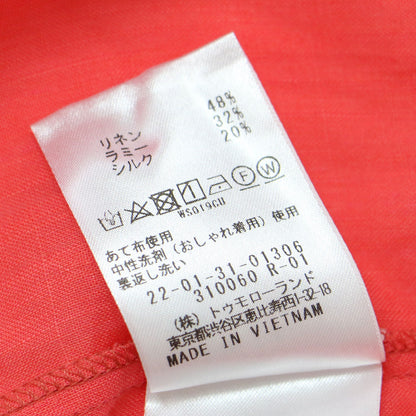 リネン 48%
ラミー 32%
シルク 20%
WS019GU
あて布使用
中性洗剤（おしゃれ着用）使用
裏返し洗い
22-01-31-01306
310060 R-01
（株）トゥモローランド
東京都渋谷区恵比寿西1-32-18
MADE IN VIETNAM